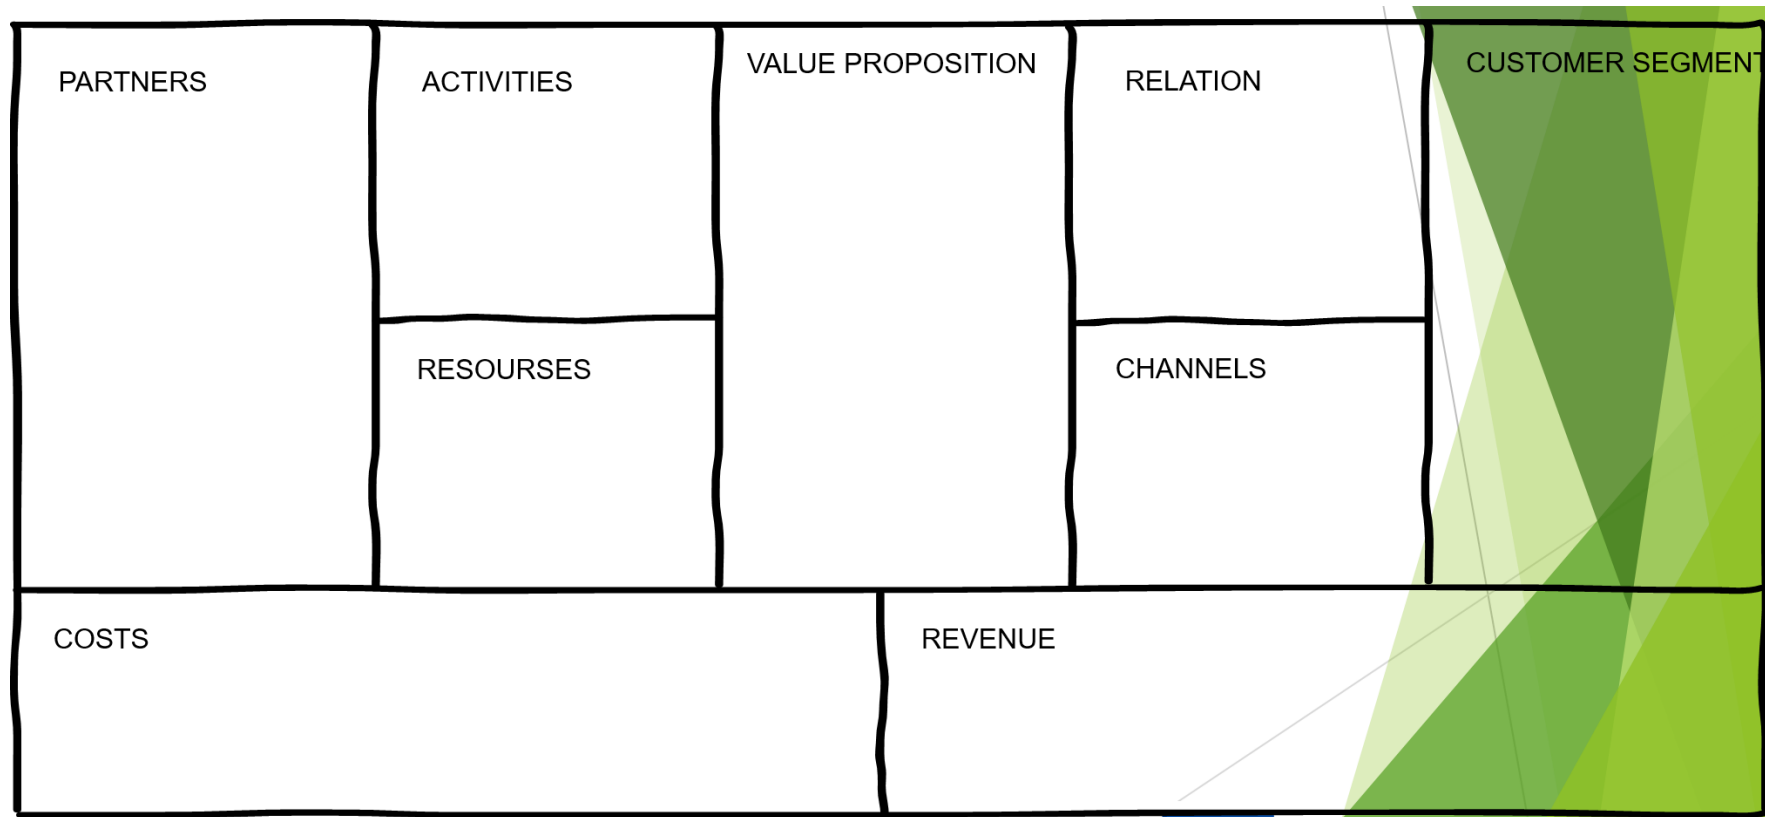 PARTNERS
ACTIVITIES
VALUE PROPOSITION
RELATION
CUSTOMER SEGMENT
RESOURSES
CHANNELS
COSTS
REVENUE